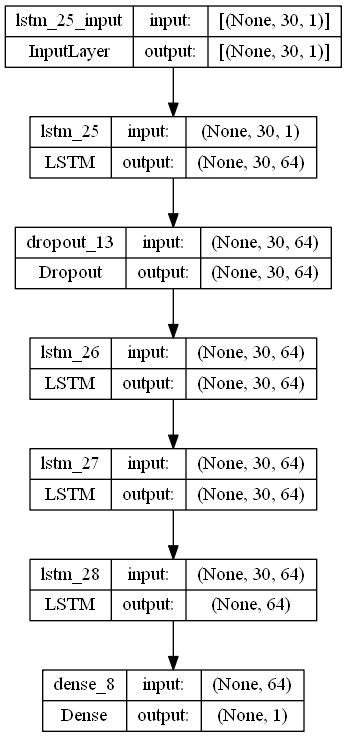 lstm_25_input input: [(None, 30, 1)]
InputLayer output: [(None, 30, 1)]
lstm_25 input: (None, 30, 1)
LSTM output: (None, 30, 64)
dropout_13 input: (None, 30, 64)
Dropout output: (None, 30, 64)
lstm_26 input: (None, 30, 64)
LSTM output: (None, 30, 64)
lstm_27 input: (None, 30, 64)
LSTM output: (None, 30, 64)
lstm_28 input: (None, 30, 64)
LSTM output: (None, 64)
dense_8 input: (None, 64)
Dense output: (None, 1)